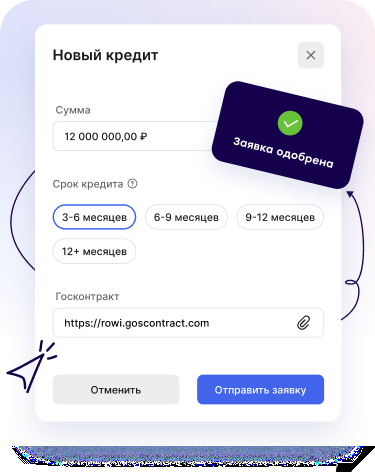 Новый кредит
Сумма
12 000 000,00 ₽
Заявка одобрена
Срок кредита
3-6 месяцев
6-9 месяцев
9-12 месяцев
12+ месяцев
Госконтракт
https://rowi.goscontract.com
Отменить
Отправить заявку